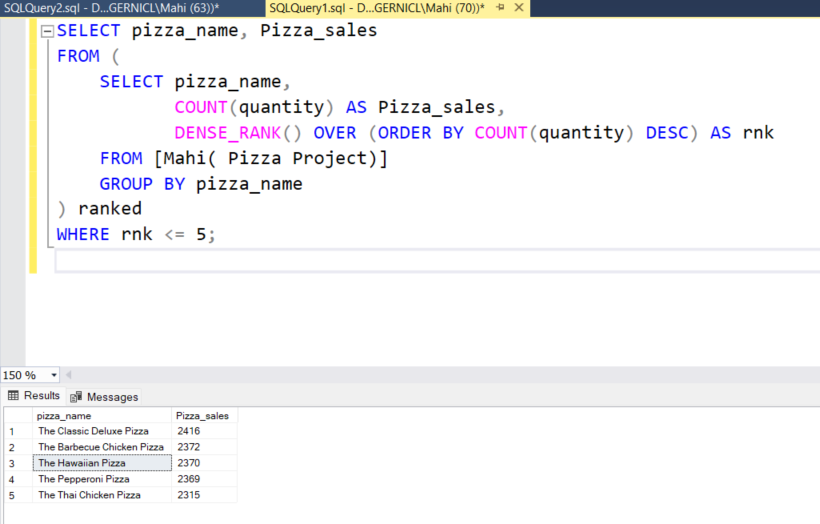 SQLQuery2.sql - D...GERNICL\Mahi (63))* SQLQuery1.sql - D...GERNICL\Mahi (70))*
SELECT pizza_name, Pizza_sales
FROM (
SELECT pizza_name,
COUNT(quantity) AS Pizza_sales,
DENSE_RANK() OVER (ORDER BY COUNT(quantity) DESC) AS rnk
FROM [Mahi( Pizza Project)]
GROUP BY pizza_name
) ranked
WHERE rnk <= 5;
150 %
Results Messages
pizza_name Pizza_sales
1 The Classic Deluxe Pizza 2416
2 The Barbecue Chicken Pizza 2372
3 The Hawaiian Pizza 2370
4 The Pepperoni Pizza 2369
5 The Thai Chicken Pizza 2315